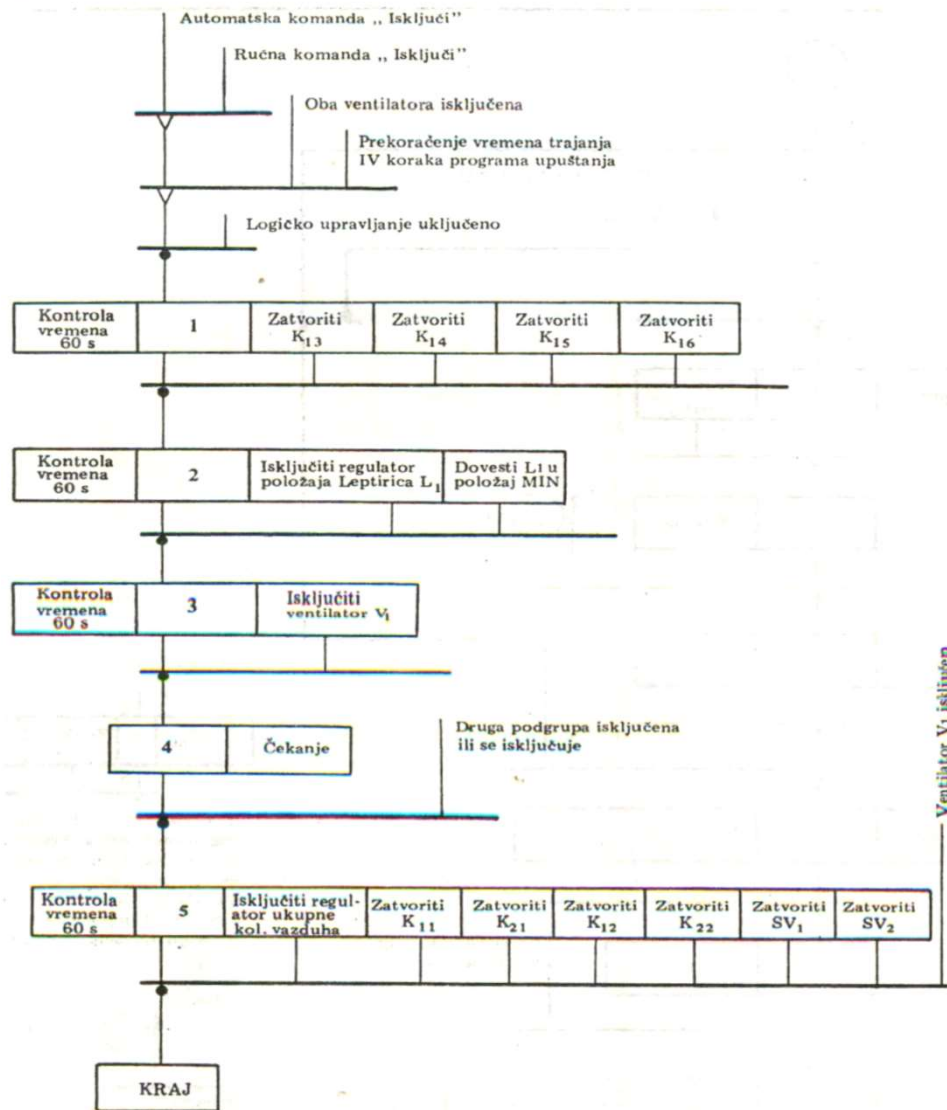 Automatska komanda „ Isključi”
Ručna komanda „ Isključi”
Oba ventilatora isključena
Prekoračenje vremena trajanja
IV koraka programa upuštanja
Logičko upravljanje uključeno
Kontrola
vremena
60 s
1
Zatvoriti
K13
Zatvoriti
K14
Zatvoriti
K15
Zatvoriti
K16
Kontrola
vremena
60 s
2
Isključiti regulator
položaja Leptirica L1
Dovesti L1 u
položaj MIN
Kontrola
vremena
60 s
3
Isključiti
ventilator V1
4
Čekanje
Druga podgrupa isključena
ili se isključuje
Ventilator V1 isključen
Kontrola
vremena
60 s
5
Isključiti regul-
ator ukupne
kol. vazduha
Zatvoriti
K11
Zatvoriti
K21
Zatvoriti
K12
Zatvoriti
K22
Zatvoriti
SV1
Zatvoriti
SV2
KRAJ